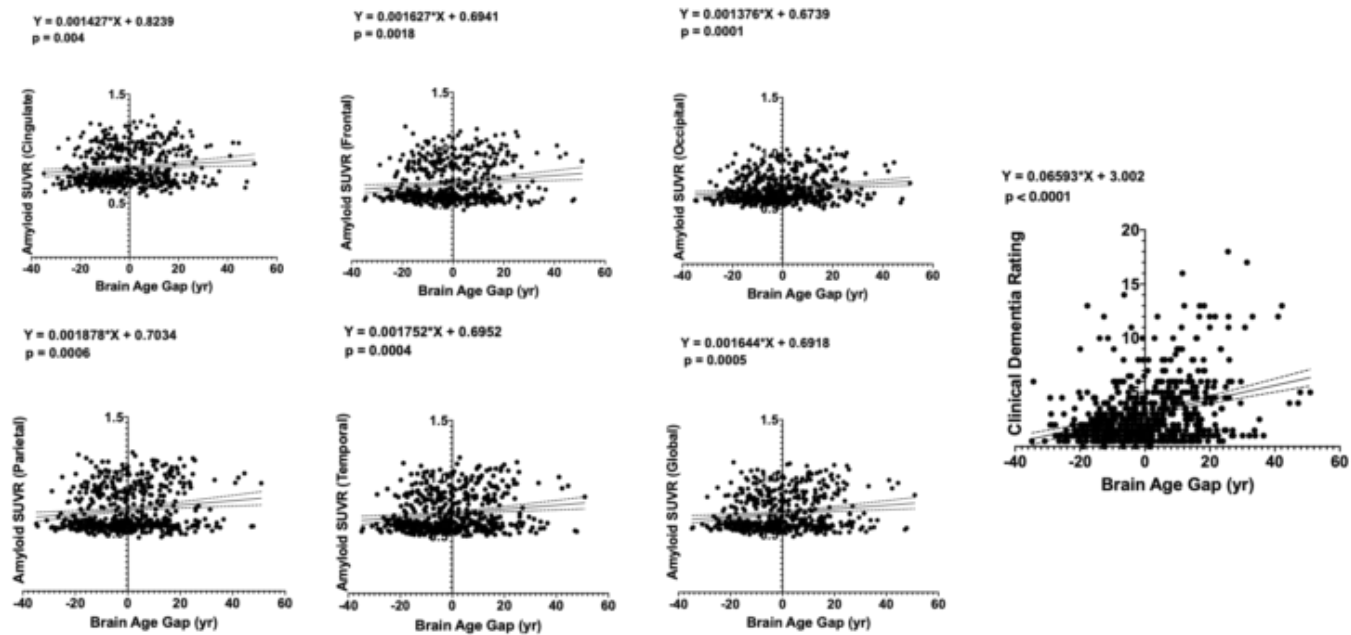 Y = 0.001427*X + 0.8239
p = 0.004
1.5
0.5
Amyloid SUVR (Cingulate)
-40 -20 0 20 40 60
Brain Age Gap (yr)
Y = 0.001627*X + 0.6941
p = 0.0018
1.5
Amyloid SUVR (Frontal)
-40 -20 0 20 40 60
Brain Age Gap (yr)
Y = 0.001376*X + 0.6739
p = 0.0001
1.5
Amyloid SUVR (Occipital)
-40 -20 0 20 40 60
Brain Age Gap (yr)
Y = 0.001878*X + 0.7034
p = 0.0006
1.5
Amyloid SUVR (Parietal)
-40 -20 0 20 40 60
Brain Age Gap (yr)
Y = 0.001752*X + 0.6952
p = 0.0004
1.5
Amyloid SUVR (Temporal)
-40 -20 0 20 40 60
Brain Age Gap (yr)
Y = 0.001644*X + 0.6918
p = 0.0005
1.5
Amyloid SUVR (Global)
-40 -20 0 20 40 60
Brain Age Gap (yr)
Y = 0.06593*X + 3.002
p < 0.0001
20
15
10
Clinical Dementia Rating
-40 -20 0 20 40 60
Brain Age Gap (yr)